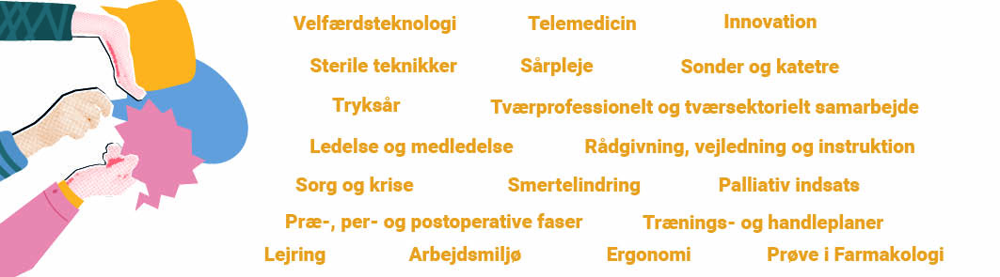 Velfærdsteknologi Telemedicin Innovation
Sterile teknikker Sårpleje Sonder og katetre
Tryksår Tværprofessionelt og tværsektorielt samarbejde
Ledelse og medledelse Rådgivning, vejledning og instruktion
Sorg og krise Smertelindring Palliativ indsats
Præ-, per- og postoperative faser Trænings- og handleplaner
Lejring Arbejdsmiljø Ergonomi Prøve i Farmakologi